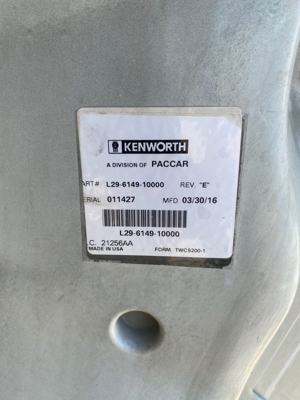 KENWORTH
A DIVISION OF PACCAR
ART# L29-6149-10000 REV. "E"
ERIAL 011427 MFD 03/30/16
L29-6149-10000
.C. 21256AA
MADE IN USA FORM. TWCS200-1